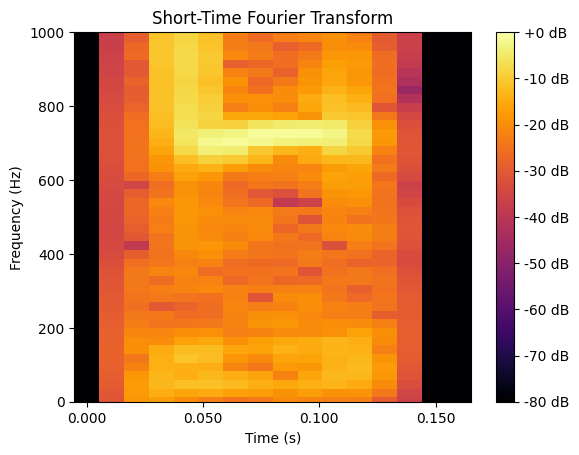 Short-Time Fourier Transform
1000
800
600
400
200
0
Frequency (Hz)
0.000
0.050
0.100
0.150
Time (s)
+0 dB
-10 dB
-20 dB
-30 dB
-40 dB
-50 dB
-60 dB
-70 dB
-80 dB